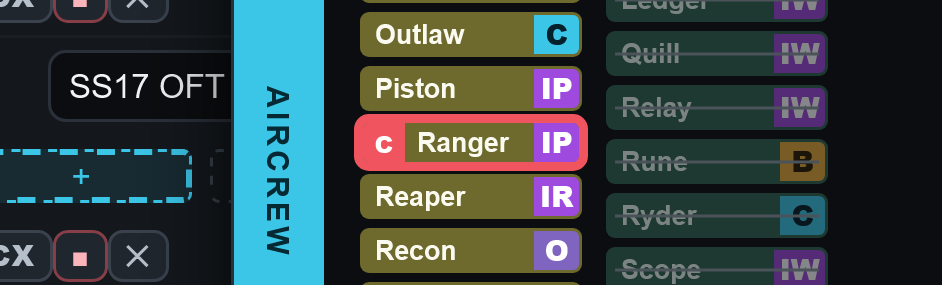 SS17 OFT
+
CX
AIRCREW
Outlaw C
Piston IP
c Ranger IP
Reaper IR
Recon O
Ledger IW
Quill IW
Relay IW
Rune B
Ryder C
Scope IW